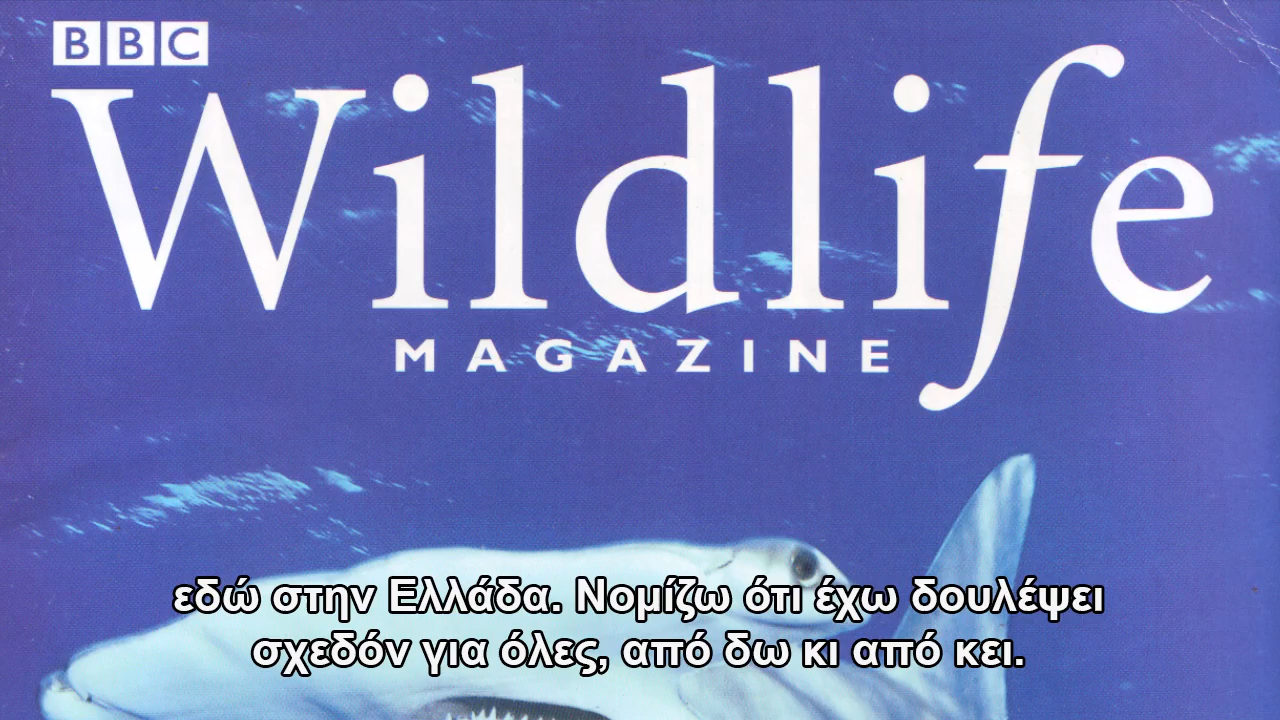 BBC
Wildlife
MAGAZINE
εδώ στην Ελλάδα. Νομίζω ότι έχω δουλέψει
σχεδόν για όλες, από δω κι από κει.